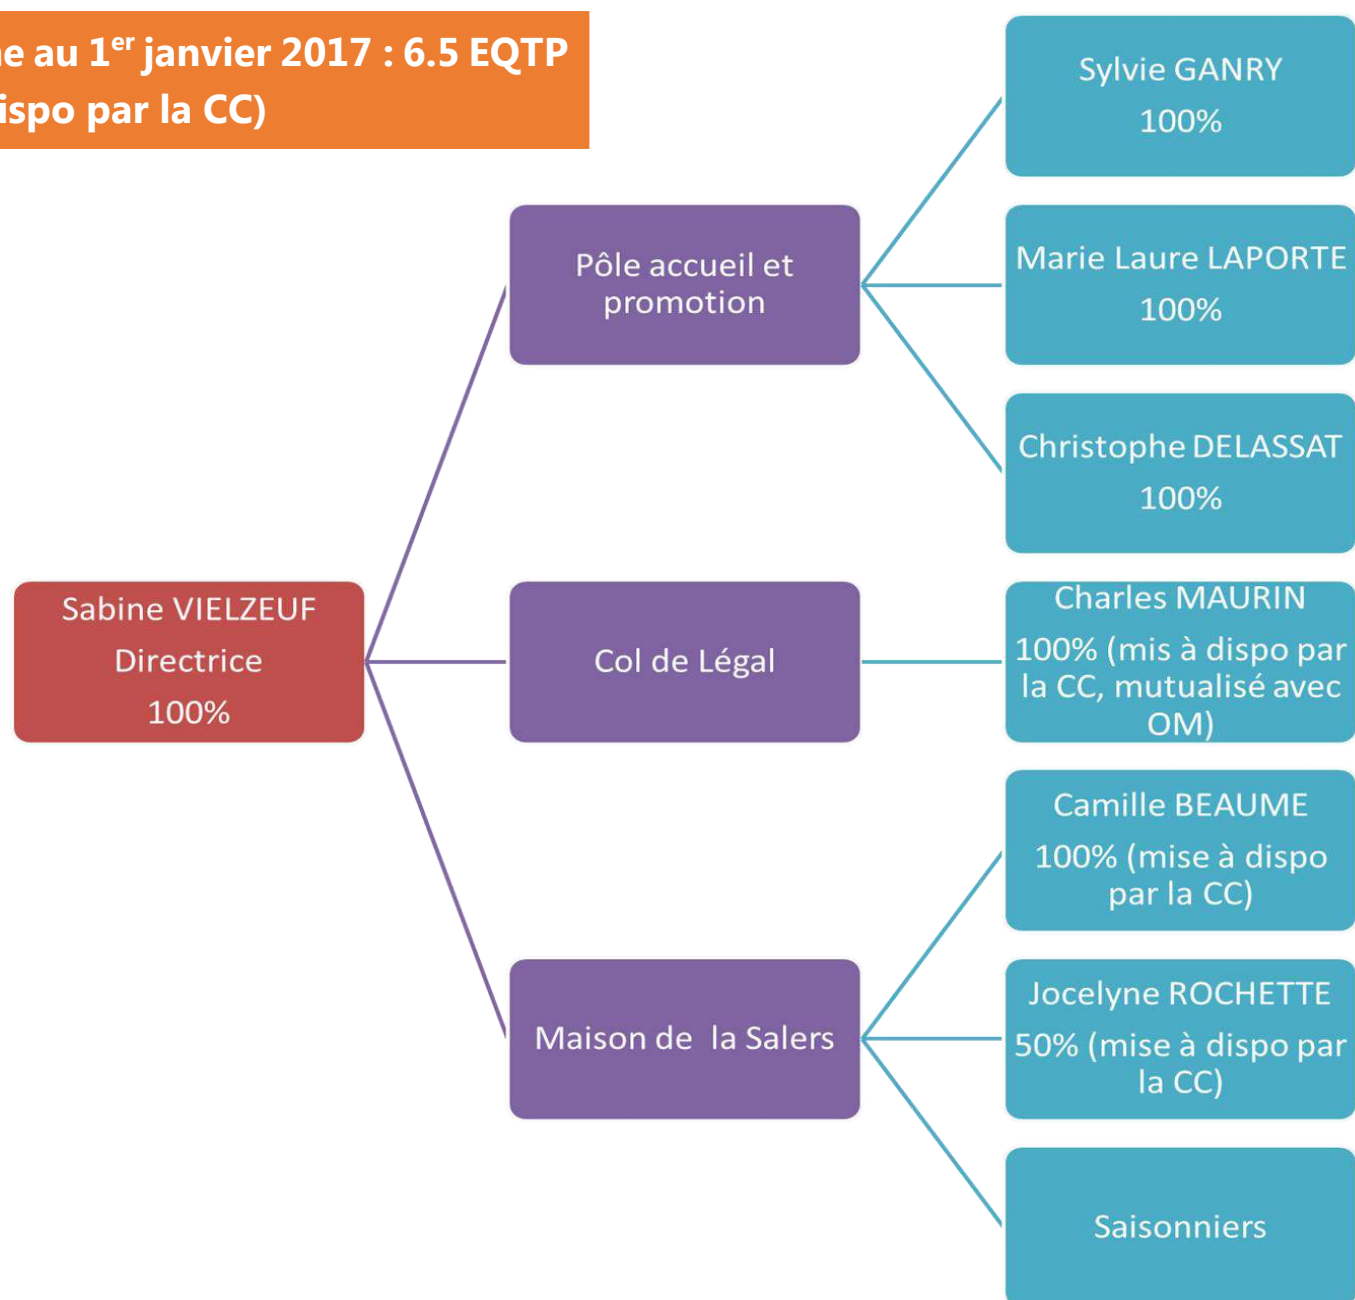 e au 1er janvier 2017 : 6.5 EQTP
ispo par la CC)
Sylvie GANRY
100%
Pôle accueil et
promotion
Marie Laure LAPORTE
100%
Christophe DELASSAT
100%
Sabine VIELZEUF
Directrice
100%
Col de Légal
Charles MAURIN
100% (mis à dispo par
la CC, mutualisé avec
OM)
Camille BEAUME
100% (mise à dispo
par la CC)
Maison de la Salers
Jocelyne ROCHETTE
50% (mise à dispo par
la CC)
Saisonniers